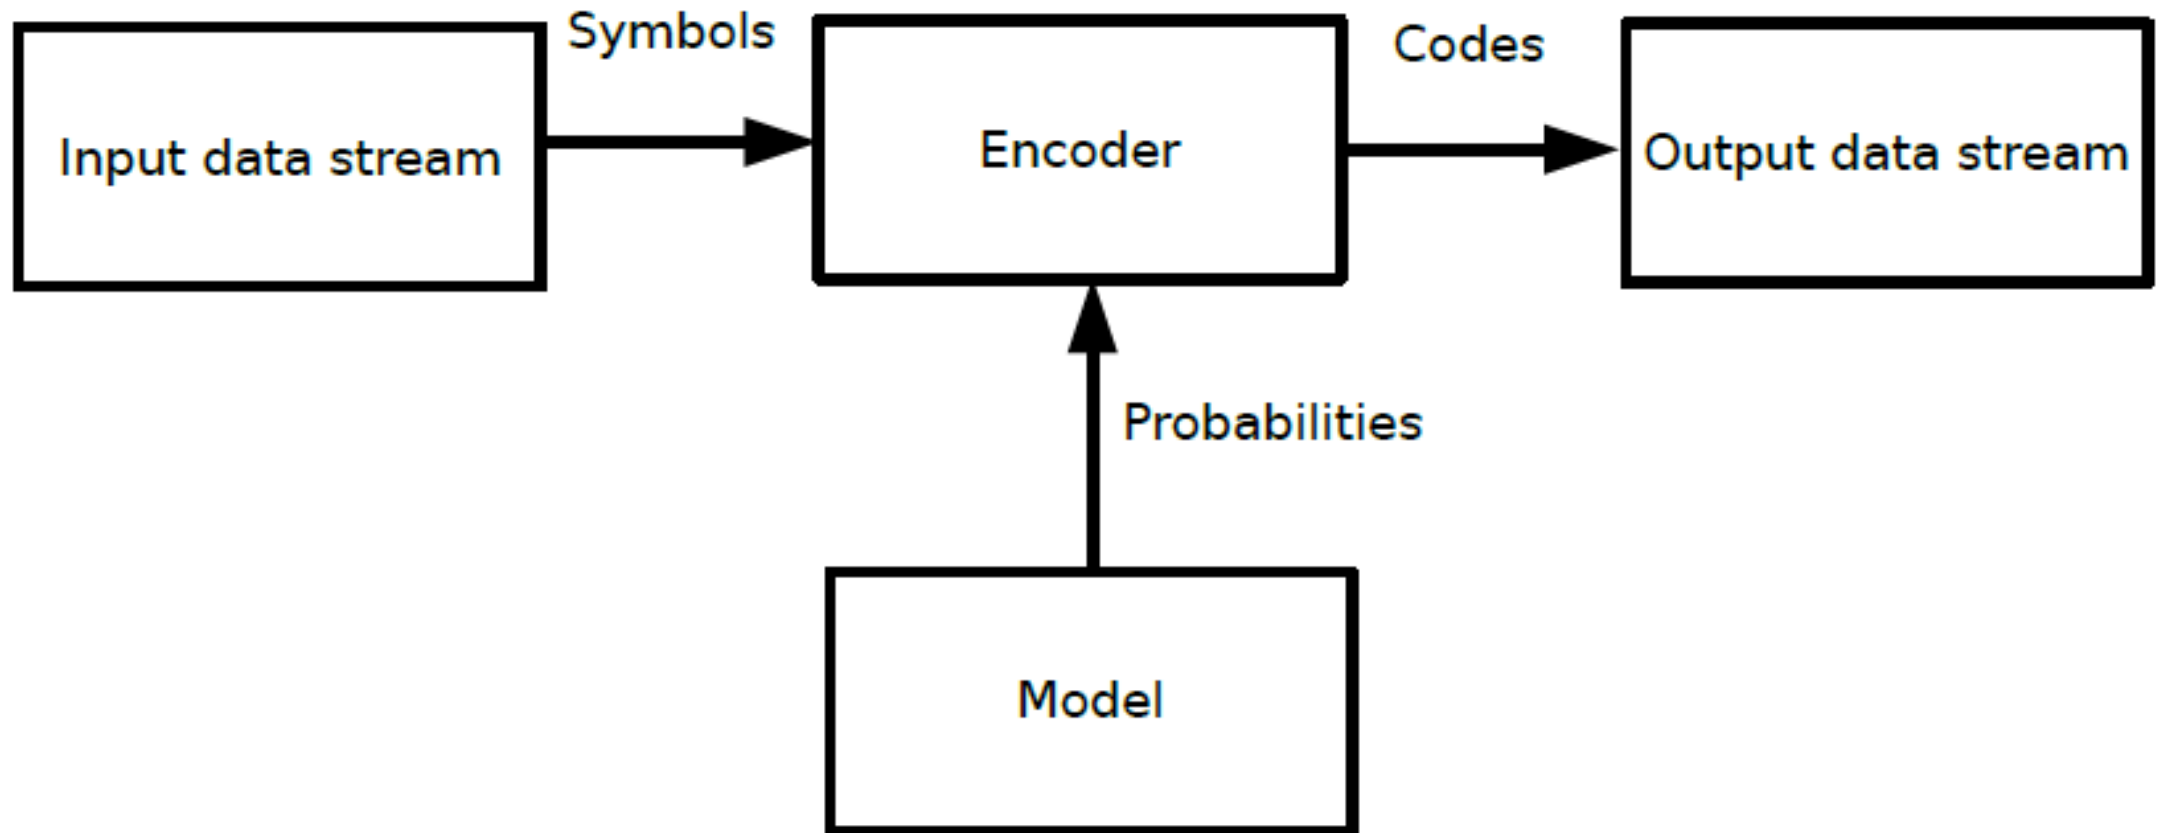 Symbols
Codes
Input data stream
Encoder
Output data stream
Probabilities
Model